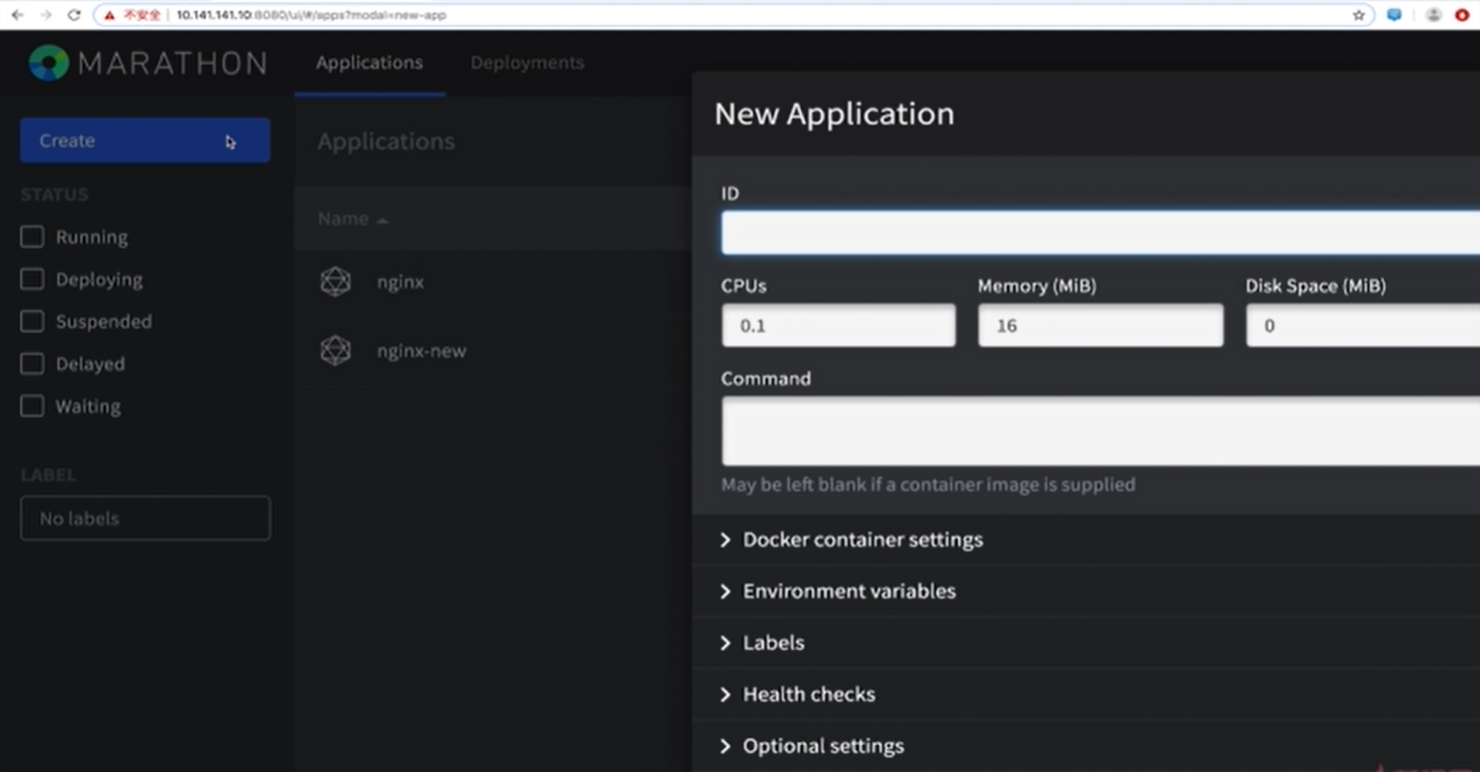 不安全 10.141.141.10:8080/ui/#/apps?modal=new-app
MARATHON Applications Deployments
Create
STATUS
Running
Deploying
Suspended
Delayed
Waiting
LABEL
No labels
Applications
Name
nginx
nginx-new
New Application
ID
CPUs Memory (MiB) Disk Space (MiB)
0.1 16 0
Command
May be left blank if a container image is supplied
Docker container settings
Environment variables
Labels
Health checks
Optional settings